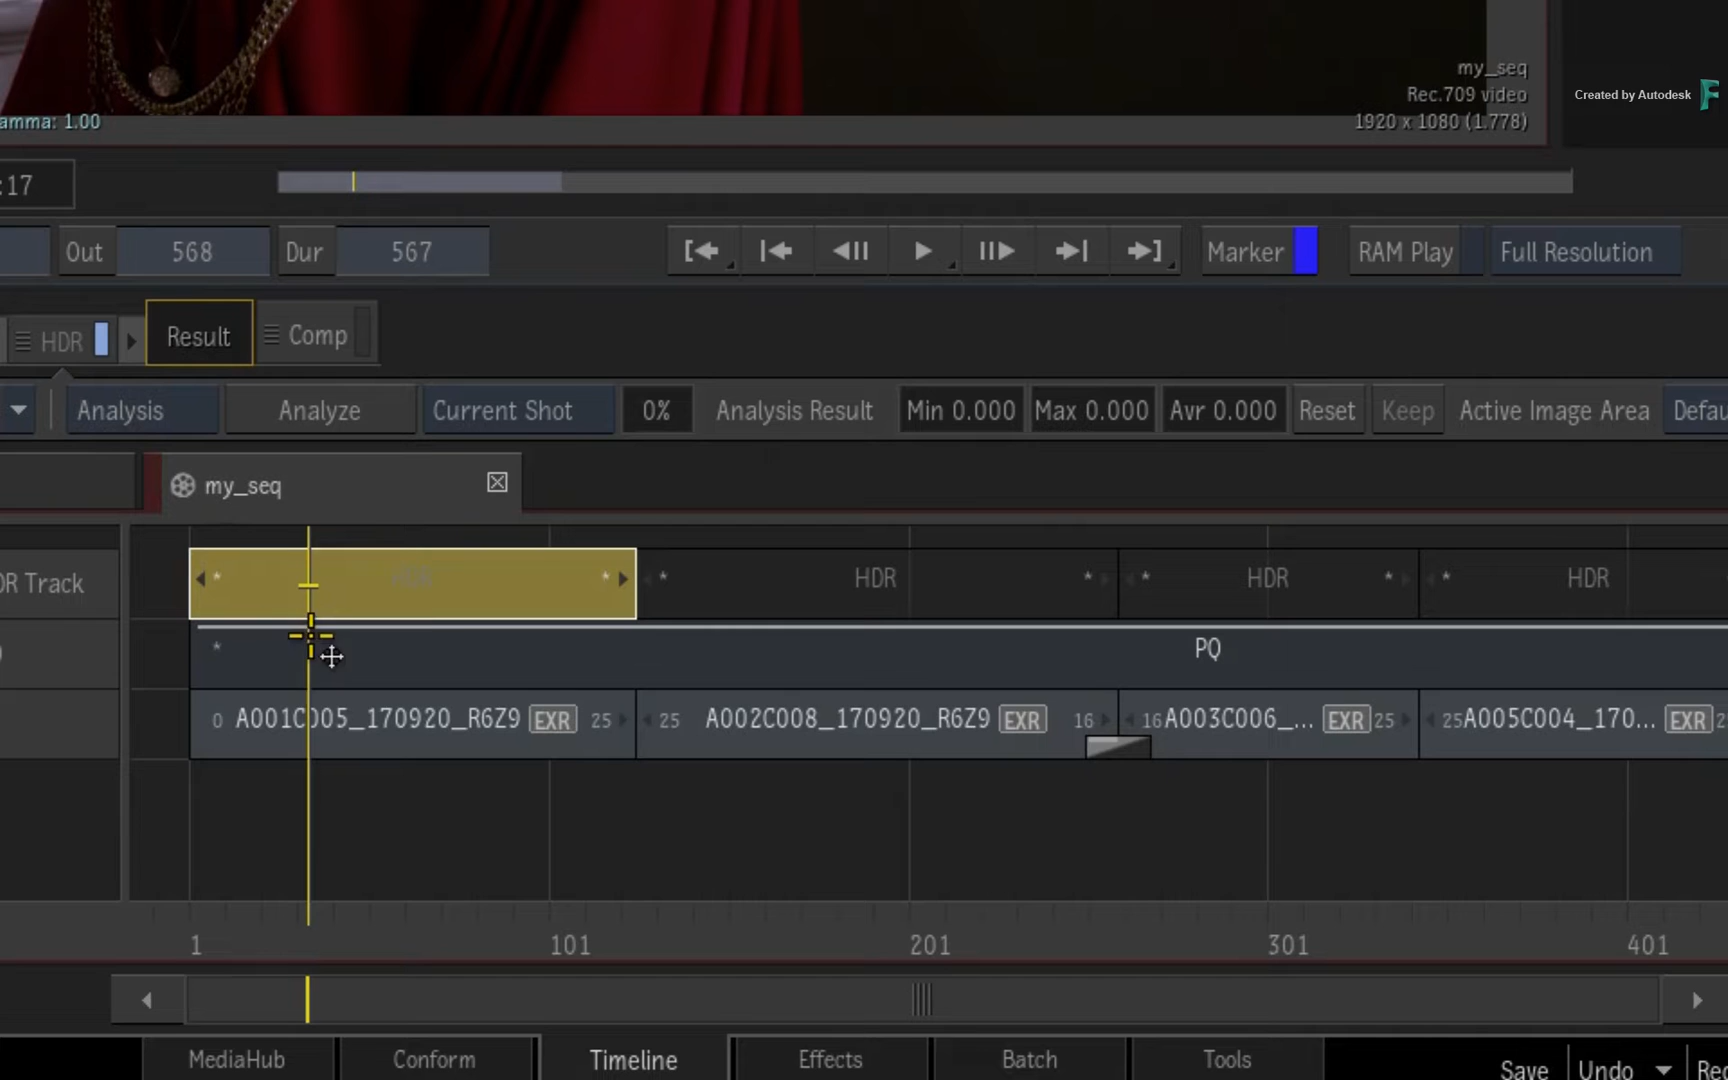 my_seq
Rec.709 video
Created by Autodesk
amma: 1.00
1920 x 1080 (1.778)
:17
Out 568 Dur 567 Marker RAM Play Full Resolution
HDR Result Comp
Analysis Analyze Current Shot 0% Analysis Result Min 0.000 Max 0.000 Avr 0.000 Reset Keep Active Image Area Defau
my_seq
DR Track * HDR * * HDR * * HDR * * HDR
* PQ
0 A001C005_170920_R6Z9 EXR 25 25 A002C008_170920_R6Z9 EXR 16 16 A003C006_... EXR 25 25 A005C004_170... EXR 2
1 101 201 301 401
MediaHub Conform Timeline Effects Batch Tools Save Undo Rec